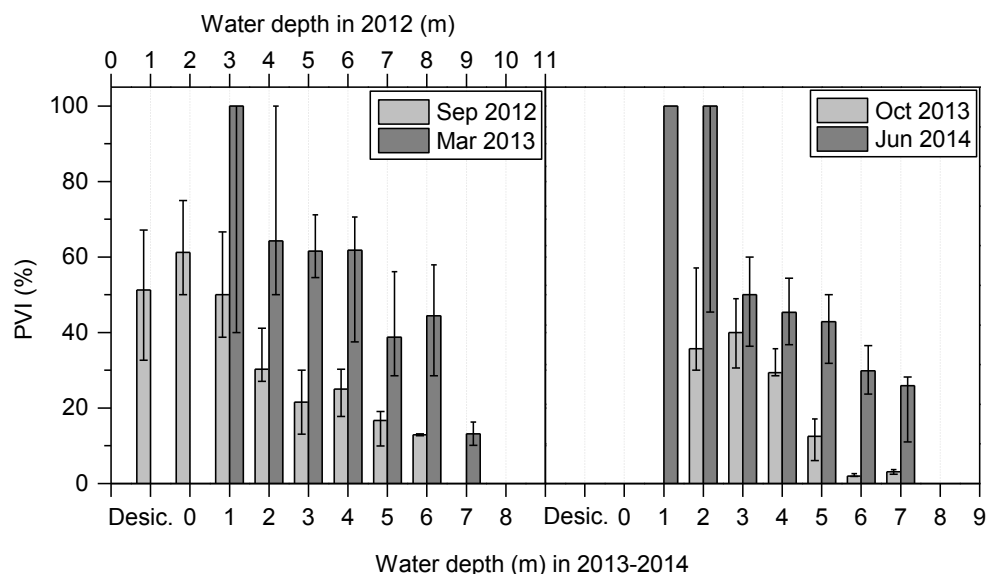 Water depth in 2012 (m)
0 1 2 3 4 5 6 7 8 9 10 11
PVI (%)
100
80
60
40
20
0
Sep 2012
Mar 2013
Oct 2013
Jun 2014
Desic. 0 1 2 3 4 5 6 7 8 Desic. 0 1 2 3 4 5 6 7 8 9
Water depth (m) in 2013-2014